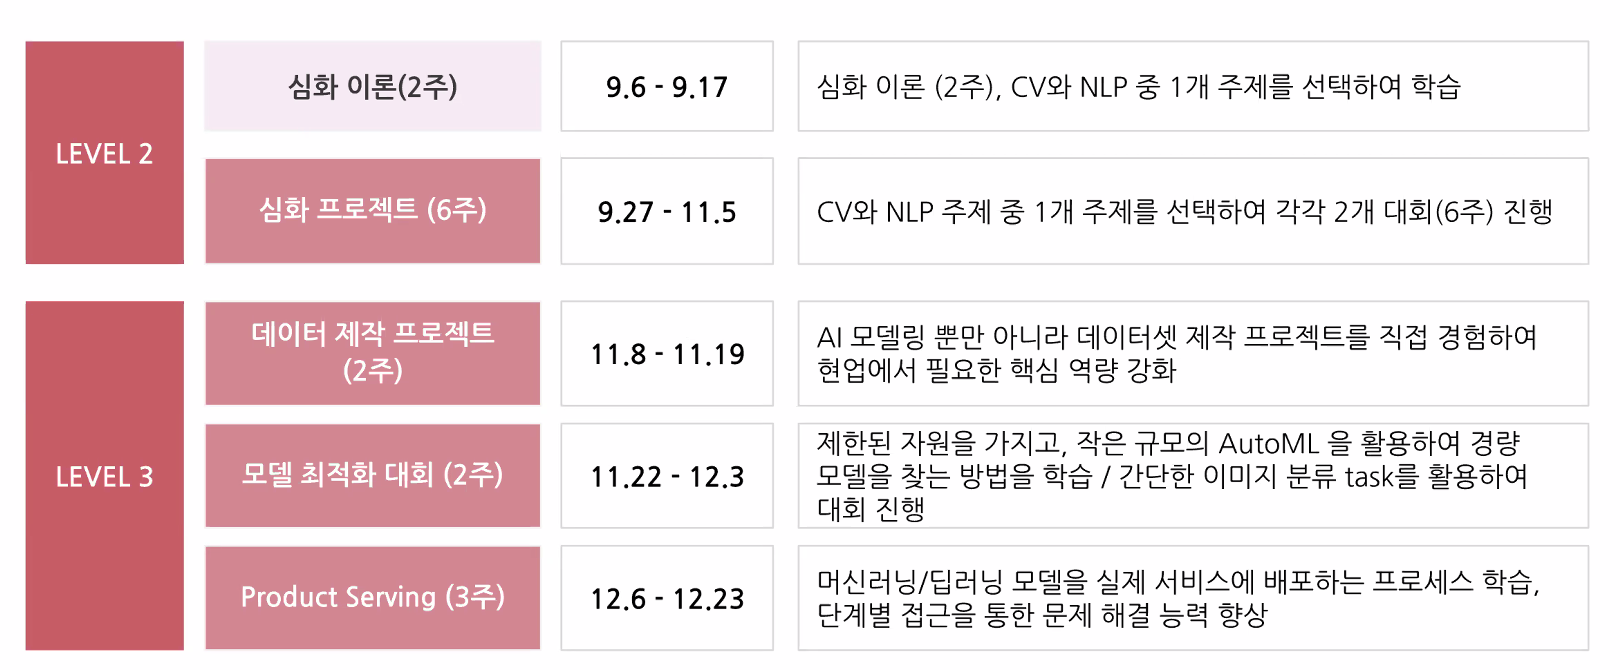 LEVEL 2
심화 이론(2주)
9.6 - 9.17
심화 이론 (2주), CV와 NLP 중 1개 주제를 선택하여 학습
심화 프로젝트 (6주)
9.27 - 11.5
CV와 NLP 주제 중 1개 주제를 선택하여 각각 2개 대회(6주) 진행
LEVEL 3
데이터 제작 프로젝트
(2주)
11.8 - 11.19
AI 모델링 뿐만 아니라 데이터셋 제작 프로젝트를 직접 경험하여
현업에서 필요한 핵심 역량 강화
모델 최적화 대회 (2주)
11.22 - 12.3
제한된 자원을 가지고, 작은 규모의 AutoML 을 활용하여 경량
모델을 찾는 방법을 학습 / 간단한 이미지 분류 task를 활용하여
대회 진행
Product Serving (3주)
12.6 - 12.23
머신러닝/딥러닝 모델을 실제 서비스에 배포하는 프로세스 학습,
단계별 접근을 통한 문제 해결 능력 향상